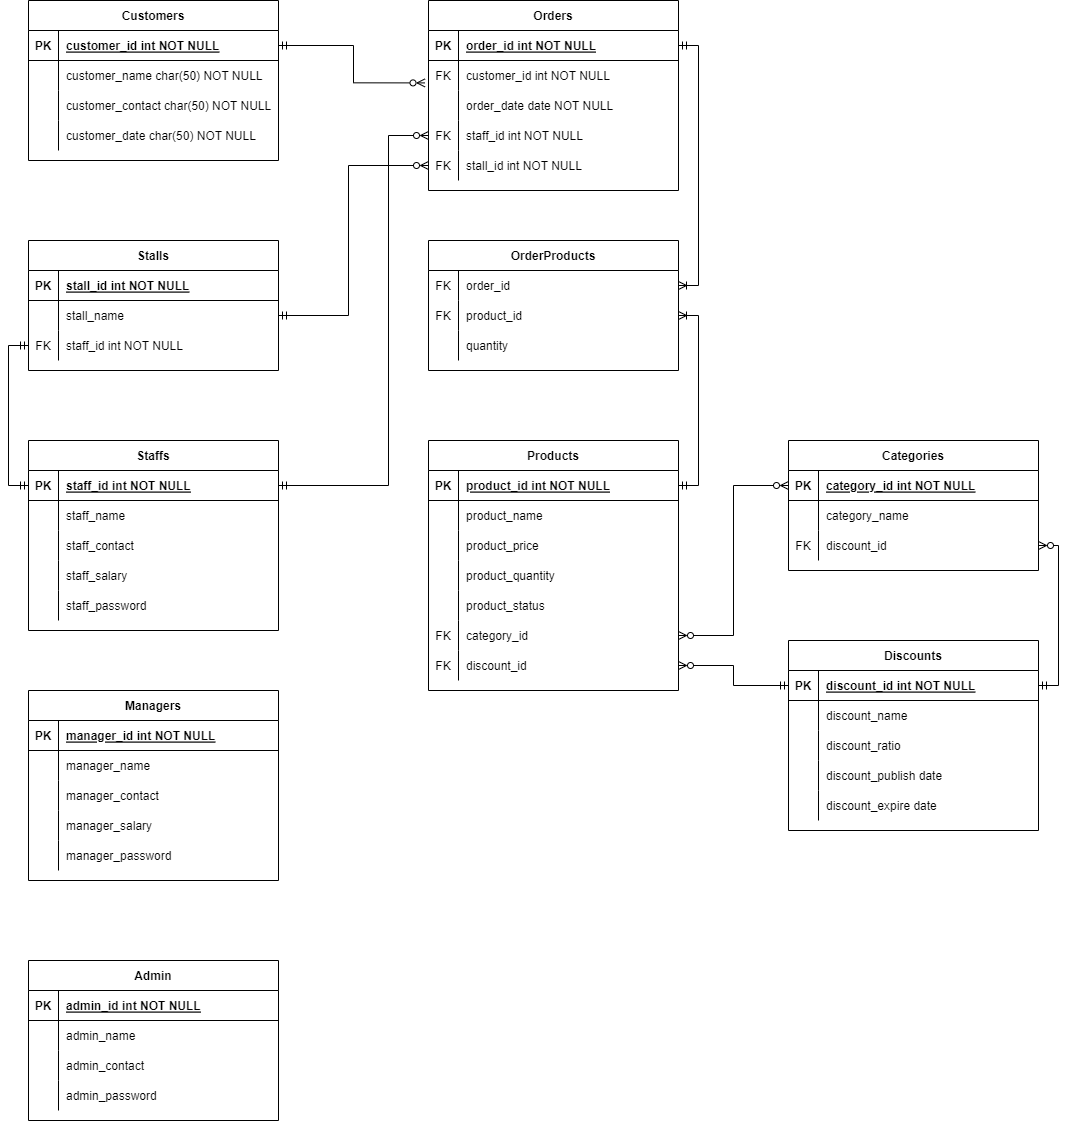 Customers
PK customer_id int NOT NULL
customer_name char(50) NOT NULL
customer_contact char(50) NOT NULL
customer_date char(50) NOT NULL
Orders
PK order_id int NOT NULL
FK customer_id int NOT NULL
order_date date NOT NULL
FK staff_id int NOT NULL
FK stall_id int NOT NULL
Stalls
PK stall_id int NOT NULL
stall_name
FK staff_id int NOT NULL
OrderProducts
FK order_id
FK product_id
quantity
Staffs
PK staff_id int NOT NULL
staff_name
staff_contact
staff_salary
staff_password
Products
PK product_id int NOT NULL
product_name
product_price
product_quantity
product_status
FK category_id
FK discount_id
Categories
PK category_id int NOT NULL
category_name
FK discount_id
Discounts
PK discount_id int NOT NULL
discount_name
discount_ratio
discount_publish date
discount_expire date
Managers
PK manager_id int NOT NULL
manager_name
manager_contact
manager_salary
manager_password
Admin
PK admin_id int NOT NULL
admin_name
admin_contact
admin_password